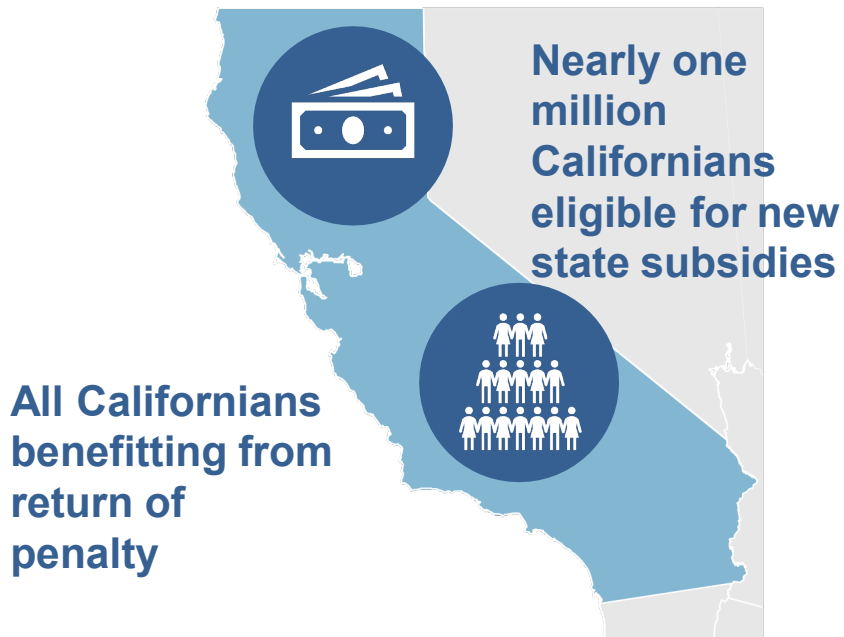 Nearly one
million
Californians
eligible for new
state subsidies
All Californians
benefitting from
return of
penalty